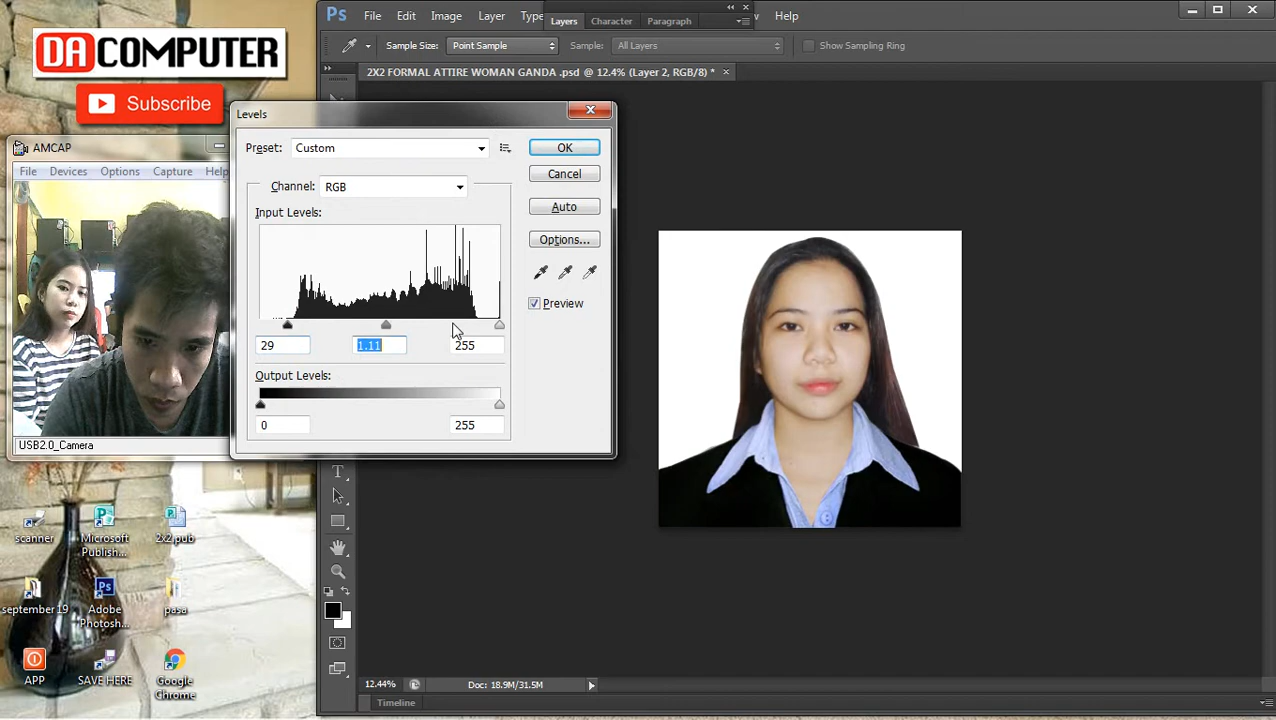 DACOMPUTER
Subscribe
AMCAP
File Devices Options Capture Help
USB2.0_Camera
scanner
Microsoft
Publish...
2x2.pub
september 19
Adobe
Photosh...
pasa
APP
SAVE HERE
Google
Chrome
Ps File Edit Image Layer Type Help
Layers Character Paragraph
Sample Size: Point Sample Sample: All Layers Show Sampling Ring
2X2 FORMAL ATTIRE WOMAN GANDA .psd @ 12.4% (Layer 2, RGB/8) *
Levels
Preset: Custom
OK
Cancel
Channel: RGB
Auto
Input Levels:
Options...
Preview
29 1.11 255
Output Levels:
0 255
12.44% Doc: 18.9M/31.5M
Timeline